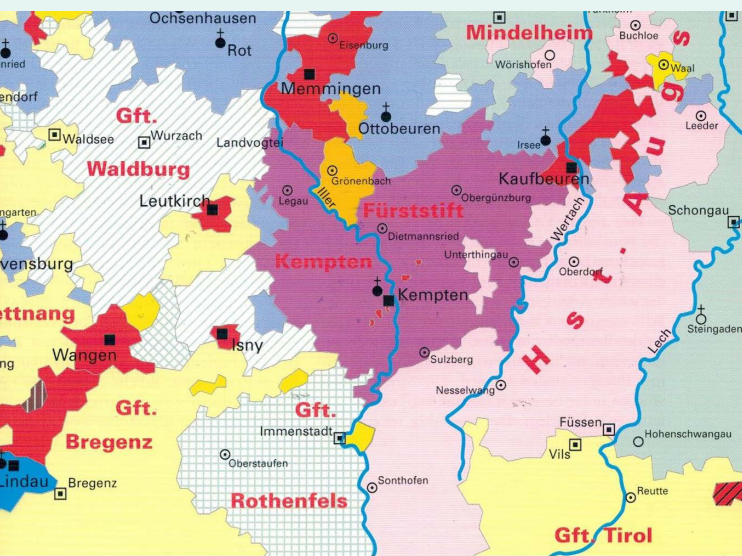 Ochsenhausen
Rot
Eisenburg
Mindelheim
Buchloe
Wörishofen
Waal
Memmingen
Gft.
Ottobeuren
Leeder
Waldsee
Wurzach
Landvogtei
Irsee
Waldburg
Grönenbach
Kaufbeuren
Leutkirch
Legau
Iller
Obergünzburg
Fürststift
Schongau
Wertach
Dietmannsried
Unterthingau
Kempten
Oberdorf
Kempten
Hst. Augs
Steingaden
Wangen
Isny
Sulzberg
Lech
Nesselwang
Gft.
Bregenz
Gft.
Immenstadt
Füssen
Hohenschwangau
Vils
Oberstaufen
Lindau
Bregenz
Sonthofen
Reutte
Rothenfels
Gft. Tirol